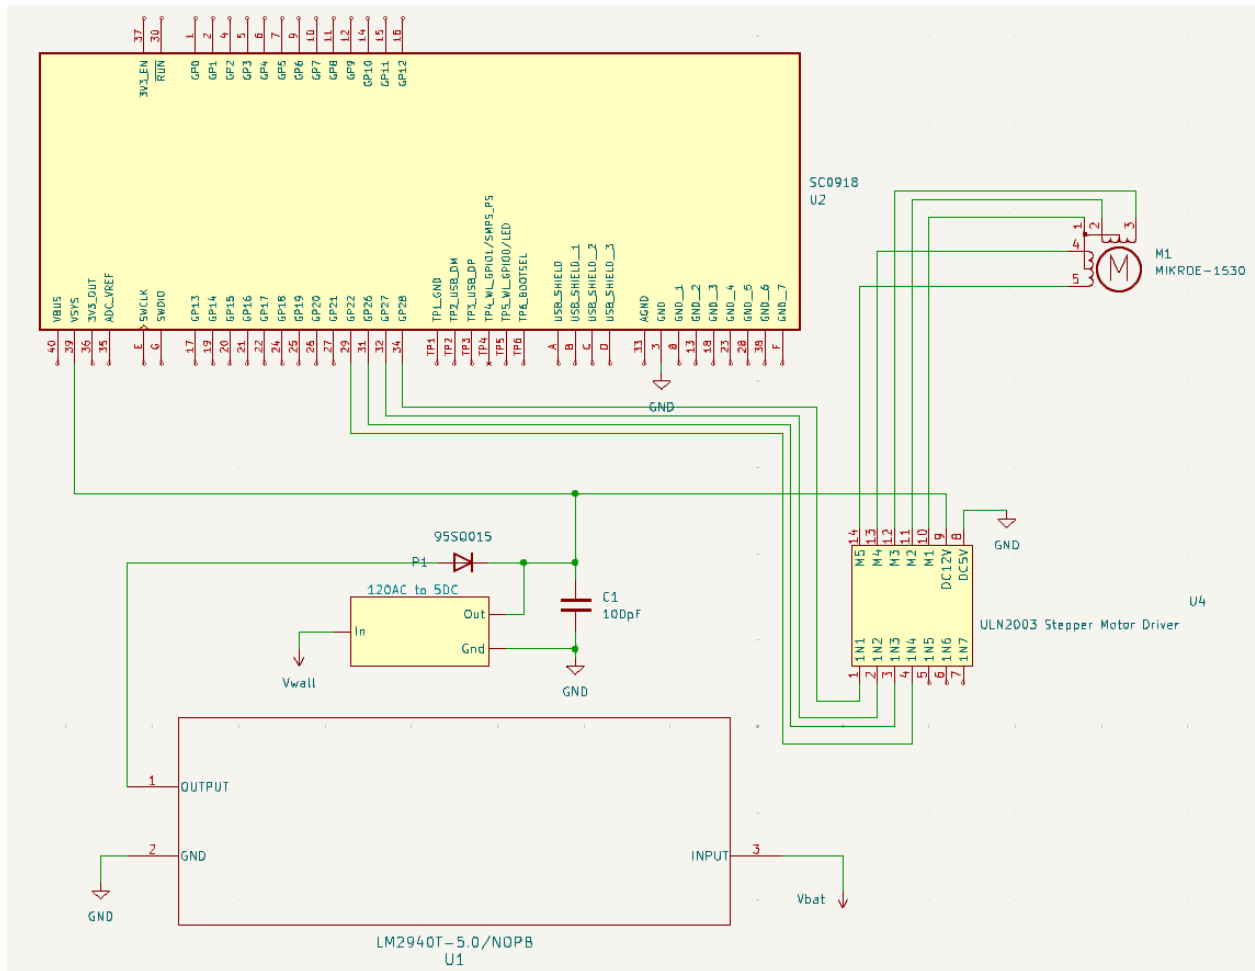 37 30 1 2 4 5 6 7 9 10 11 12 14 15 16
3V3_EN RUN GP0 GP1 GP2 GP3 GP4 GP5 GP6 GP7 GP8 GP9 GP10 GP11 GP12
SC0918
U2
VBUS VSYS 3V3_OUT ADC_VREF SWCLK SWDIO GP13 GP14 GP15 GP16 GP17 GP18 GP19 GP20 GP21 GP22 GP26 GP27 GP28 TP1_GND TP2_USB_DM TP3_USB_DP TP4_WL_GPIO1/SMPS_PS TP5_WL_GPIO0/LED TP6_BOOTSEL USB_SHIELD USB_SHIELD_1 USB_SHIELD_2 USB_SHIELD_3 AGND GND GND_1 GND_2 GND_3 GND_4 GND_5 GND_6 GND_7
40 39 36 35 E G 17 19 20 21 22 24 25 26 27 29 31 32 34 TP1 TP2 TP3 TP4 TP5 TP6 A B C D 33 3 8 13 18 23 28 38 F
GND
1 2 3
4
5
M
M1
MIKROE-1530
14 13 12 11 10 9 8
M5 M4 M3 M2 M1 DC12V DC5V
GND
U4
ULN2003 Stepper Motor Driver
1N1 1N2 1N3 1N4 1N5 1N6 1N7
1 2 3 4 5 6 7
95SQ015
P1
120AC to 5DC
Out
In
Gnd
C1
100pF
Vwall
GND
1 OUTPUT
2 GND
GND
INPUT 3
Vbat
LM2940T-5.0/NOPB
U1